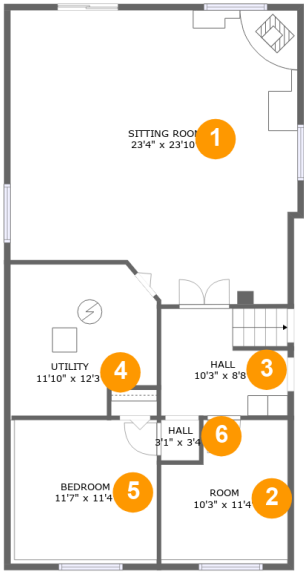 SITTING ROOM
23'4" x 23'10
1
UTILITY
11'10" x 12'3
4
HALL
10'3" x 8'8
3
HALL
3'1" x 3'4
6
BEDROOM
11'7" x 11'4
5
ROOM
10'3" x 11'4
2